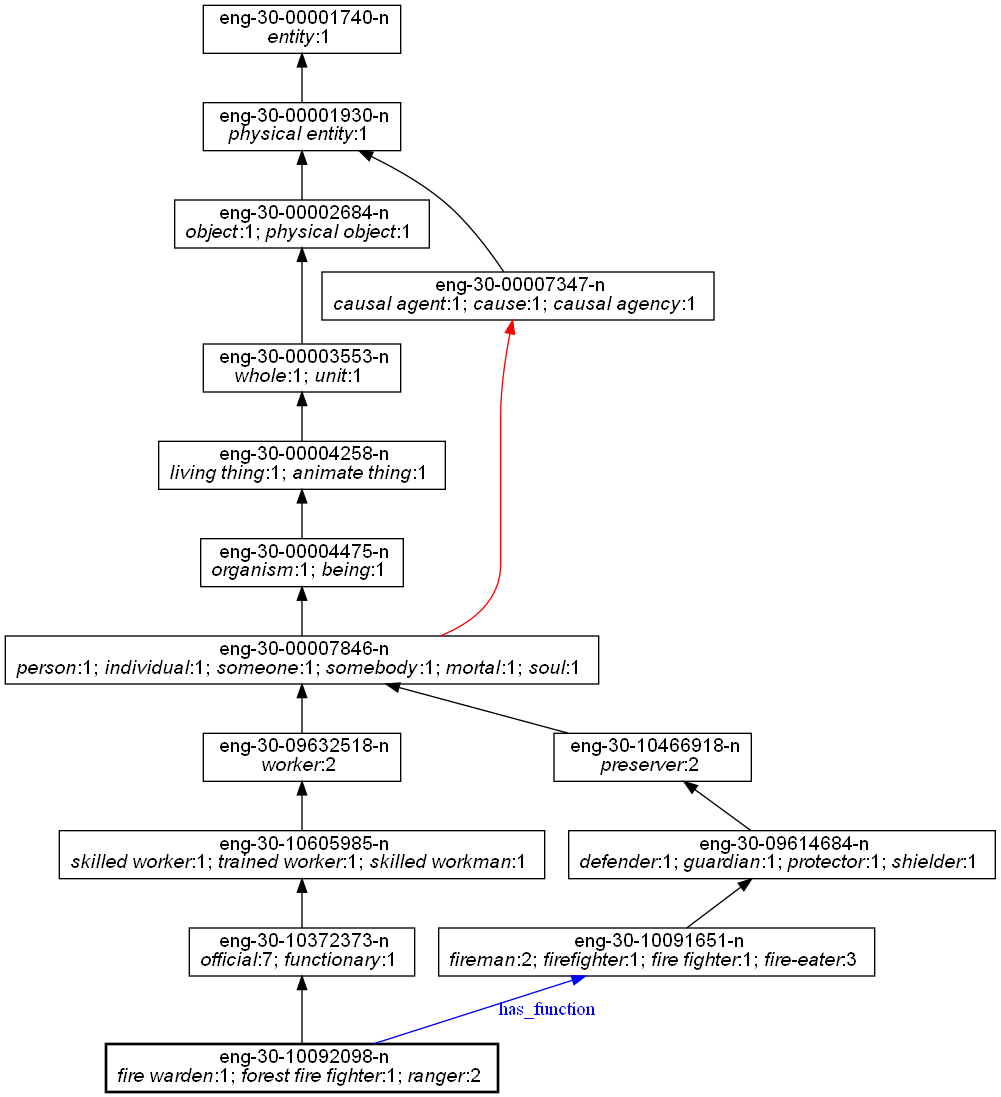 eng-30-00001740-n
entity:1
eng-30-00001930-n
physical entity:1
eng-30-00002684-n
object:1; physical object:1
eng-30-00007347-n
causal agent:1; cause:1; causal agency:1
eng-30-00003553-n
whole:1; unit:1
eng-30-00004258-n
living thing:1; animate thing:1
eng-30-00004475-n
organism:1; being:1
eng-30-00007846-n
person:1; individual:1; someone:1; somebody:1; mortal:1; soul:1
eng-30-09632518-n
worker:2
eng-30-10466918-n
preserver:2
eng-30-10605985-n
skilled worker:1; trained worker:1; skilled workman:1
eng-30-09614684-n
defender:1; guardian:1; protector:1; shielder:1
eng-30-10372373-n
official:7; functionary:1
eng-30-10091651-n
fireman:2; firefighter:1; fire fighter:1; fire-eater:3
has_function
eng-30-10092098-n
fire warden:1; forest fire fighter:1; ranger:2